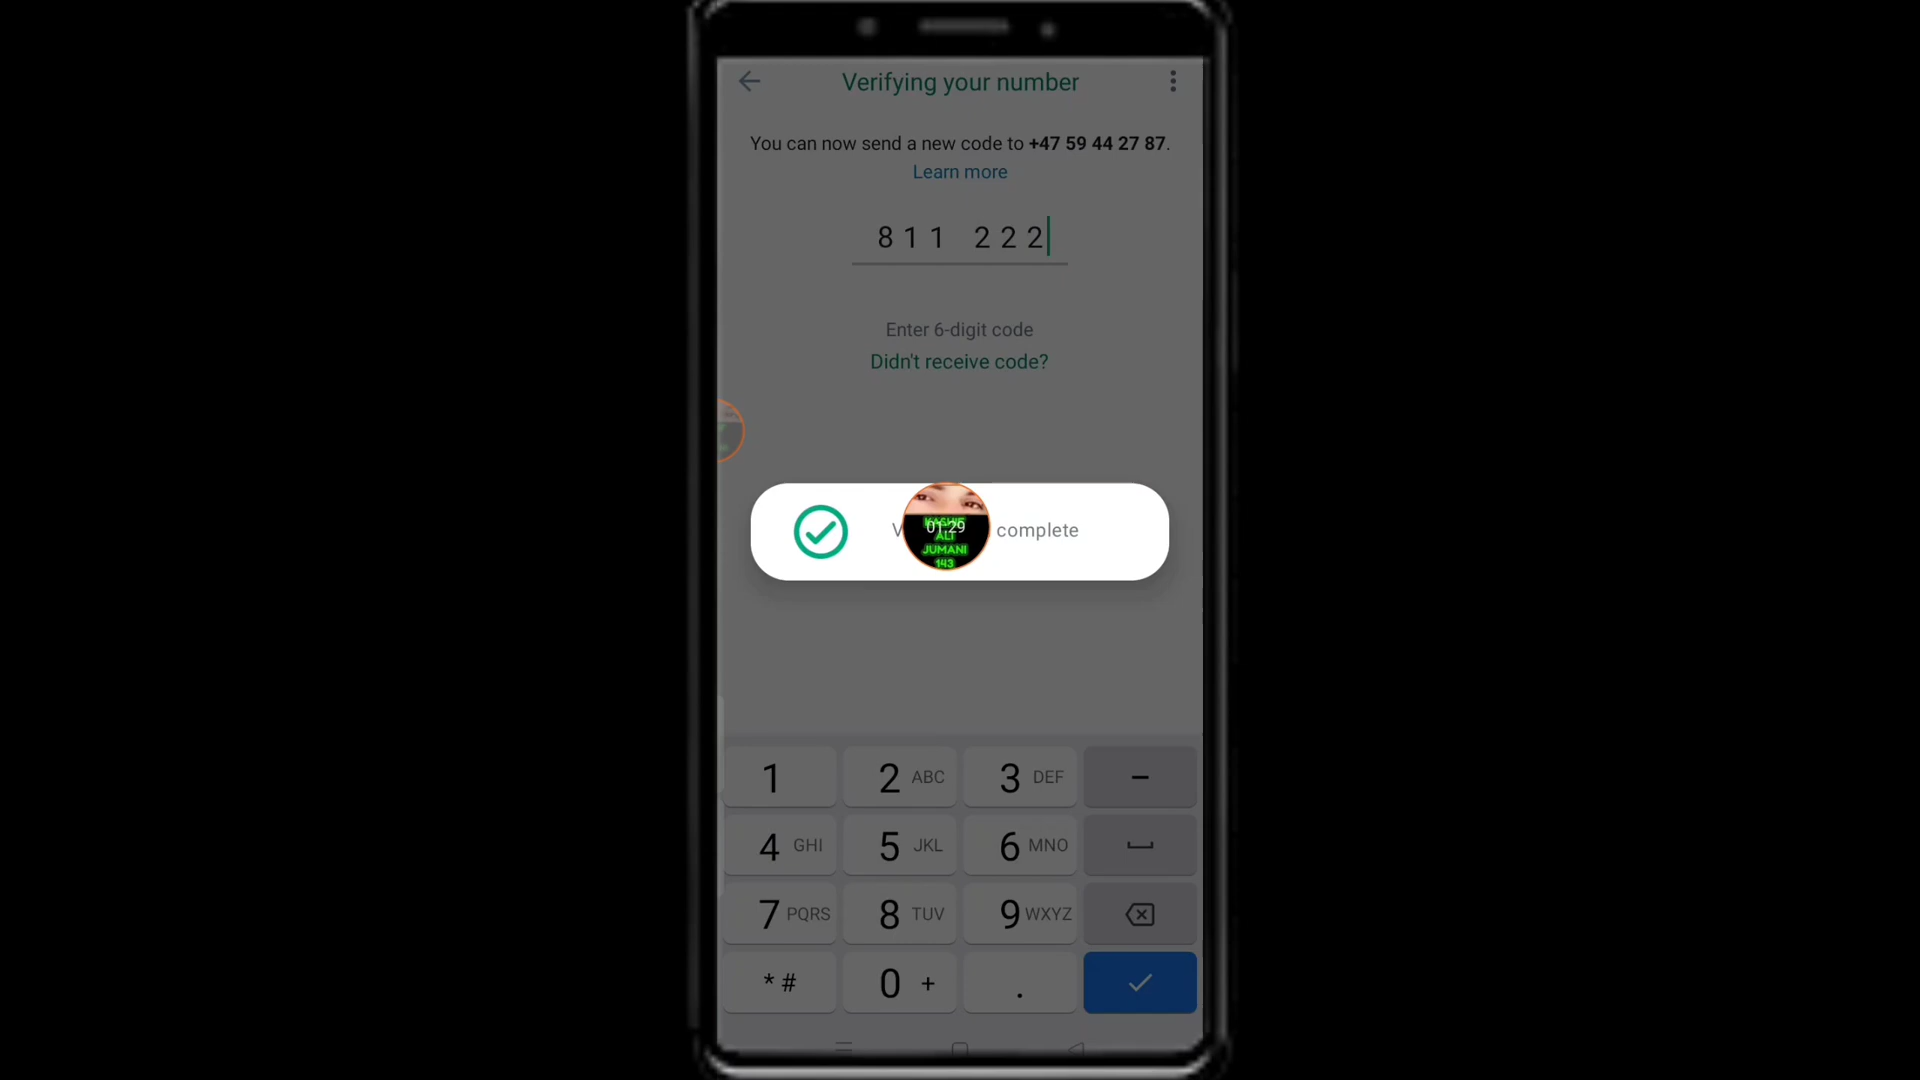 Verifying your number
You can now send a new code to +47 59 44 27 87.
Learn more
811 222
Enter 6-digit code
Didn't receive code?
complete
01:29
ALI
JUMANI
143
1
2 ABC
3 DEF
-
4 GHI
5 JKL
6 MNO
7 PQRS
8 TUV
9 WXYZ
* #
0 +
.